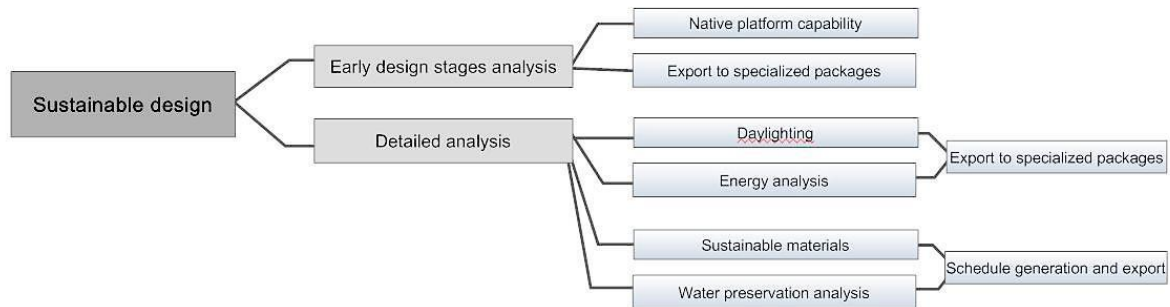 Sustainable design
Early design stages analysis
Native platform capability
Export to specialized packages
Detailed analysis
Daylighting
Energy analysis
Export to specialized packages
Sustainable materials
Water preservation analysis
Schedule generation and export